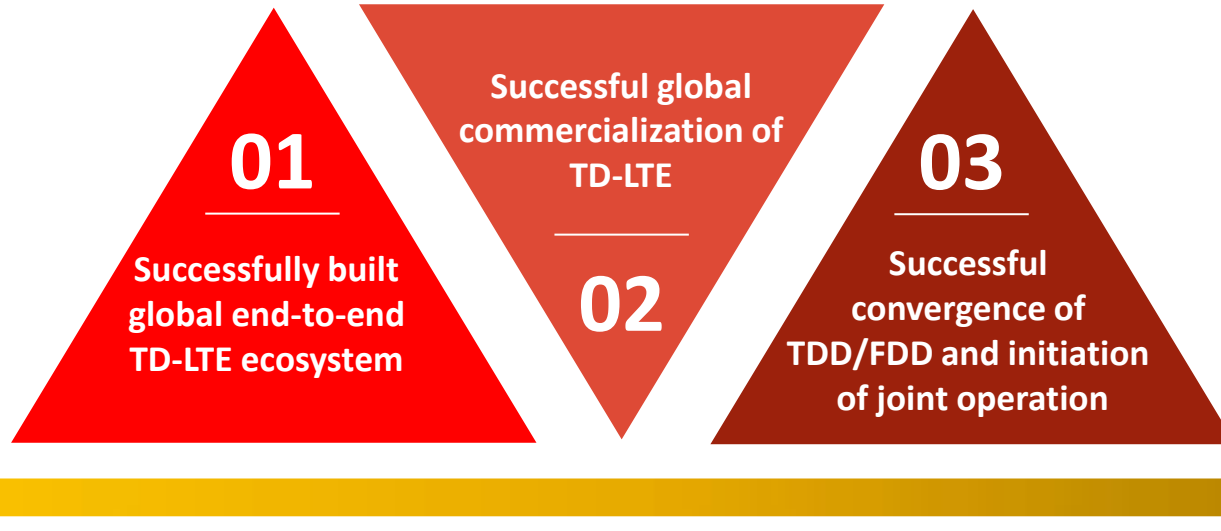 01
Successfully built
global end-to-end
TD-LTE ecosystem
Successful global
commercialization of
TD-LTE
02
03
Successful
convergence of
TDD/FDD and initiation
of joint operation